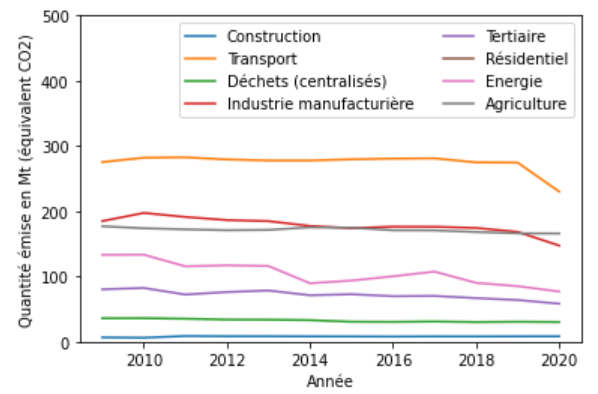 Quantité émise en Mt (équivalent CO2)
500
400
300
200
100
0
Construction
Transport
Déchets (centralisés)
Industrie manufacturière
Tertiaire
Résidentiel
Energie
Agriculture
2010 2012 2014 2016 2018 2020
Année